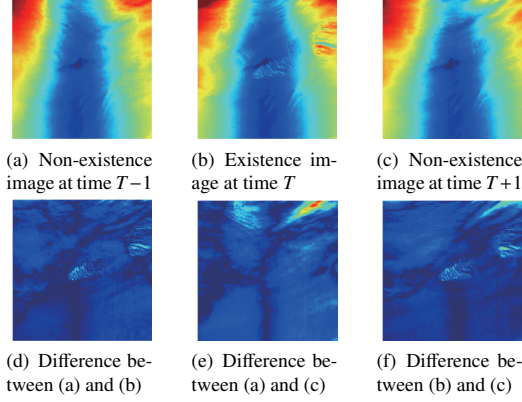 (a) Non-existence
image at time T−1
(b) Existence im-
age at time T
(c) Non-existence
image at time T+1
(d) Difference be-
tween (a) and (b)
(e) Difference be-
tween (a) and (c)
(f) Difference be-
tween (b) and (c)